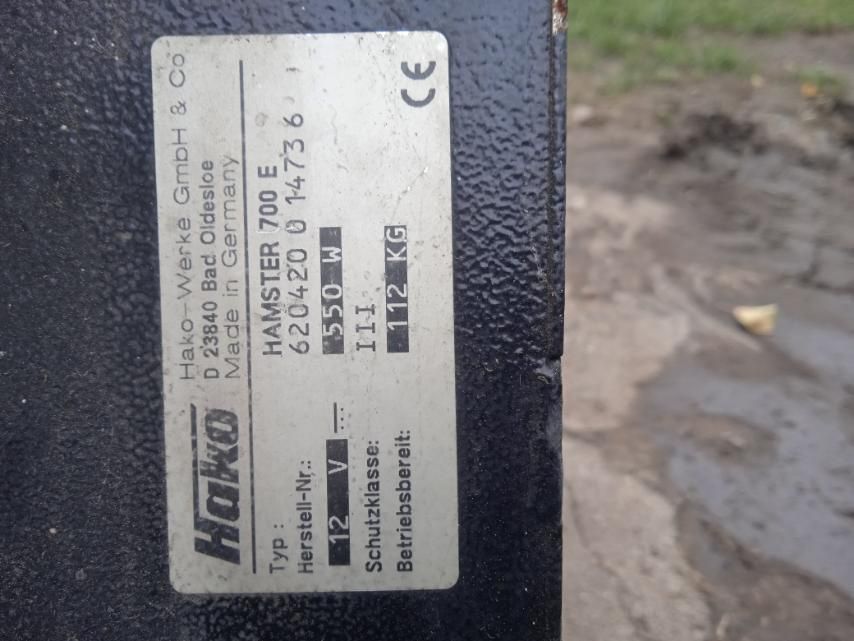 Hako
Hako-Werke GmbH & Co
D 23840 Bad Oldesloe
Made in Germany
Typ: HAMSTER 700 E
Herstell-Nr.: 620420 0 14736
12 V 550 W
Schutzklasse: III
Betriebsbereit: 112 KG
CE